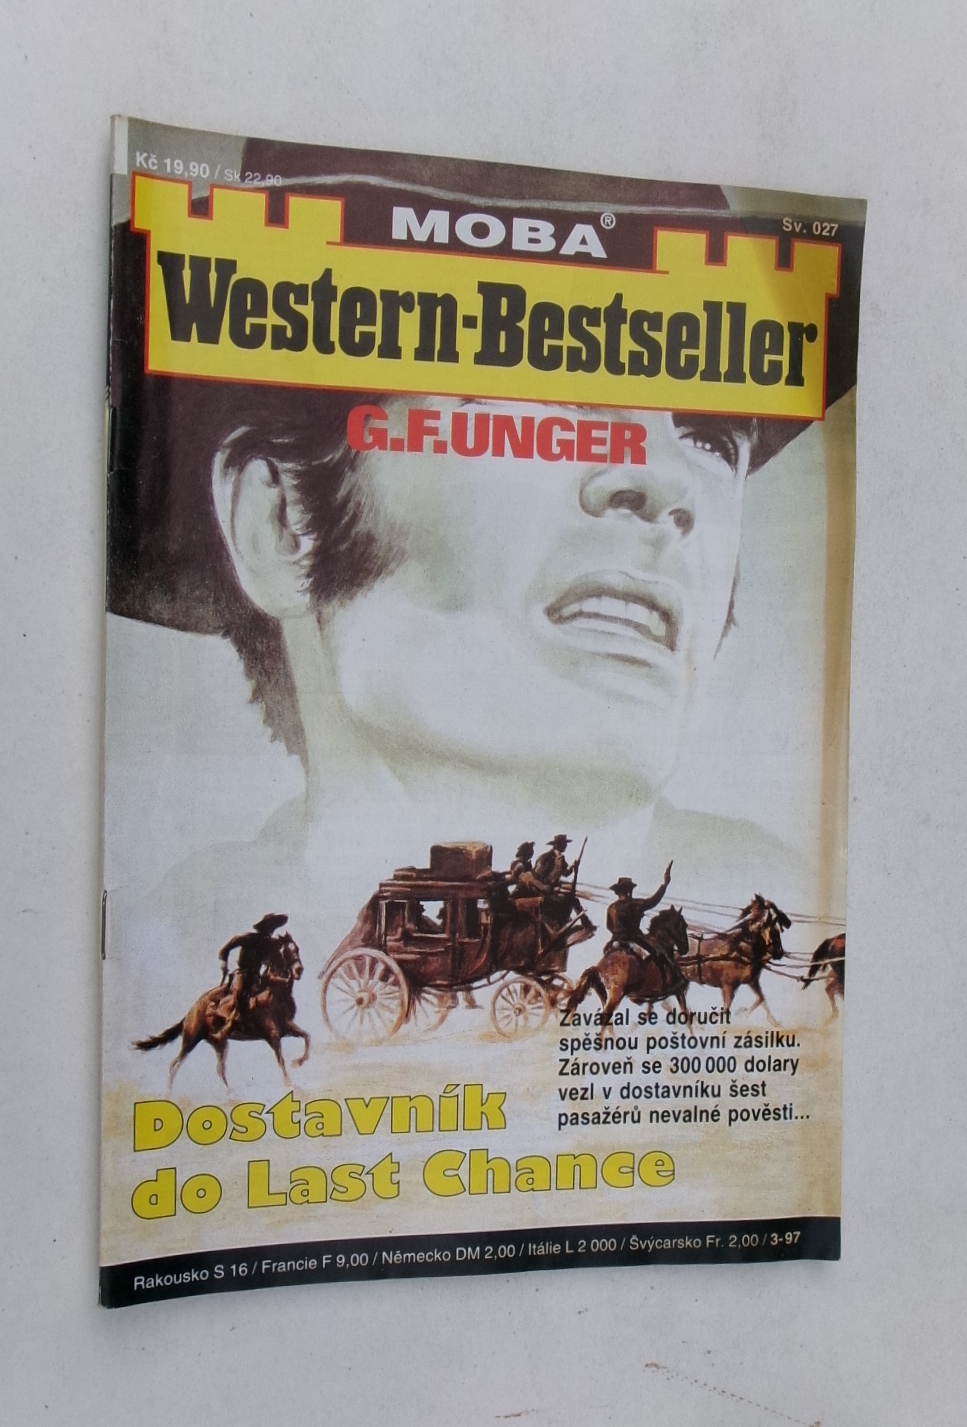 Kč 19,90 / Sk 22,90
MOBA®
Sv. 027
Western-Bestseller
G.F.UNGER
Zavázal se doručit
spěšnou poštovní zásilku.
Zároveň se 300 000 dolary
vezl v dostavníku šest
pasažérů nevalné pověsti...
Dostavník
do Last Chance
Rakousko S 16 / Francie F 9,00 / Německo DM 2,00 / Itálie L 2 000 / Švýcarsko Fr. 2,00 / 3-97